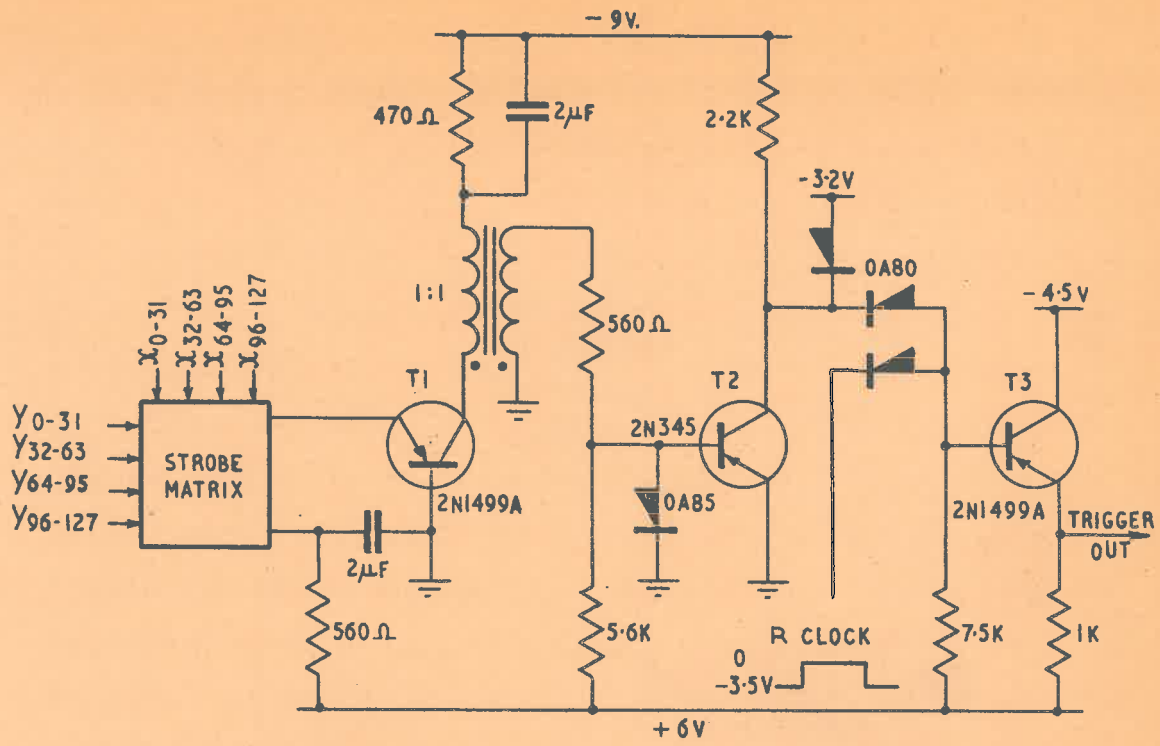 - 9V.
470Ω
2µF
2·2K
-3·2V
OA80
-4·5V
1:1
560Ω
X0-31
X32-63
X64-95
X96-127
T1
T2
T3
Y0-31
Y32-63
Y64-95
Y96-127
STROBE
MATRIX
2N345
2N1499A
OA85
2N1499A
TRIGGER
OUT
2µF
560Ω
5·6K
R CLOCK
0
-3·5V
7·5K
1K
+6V